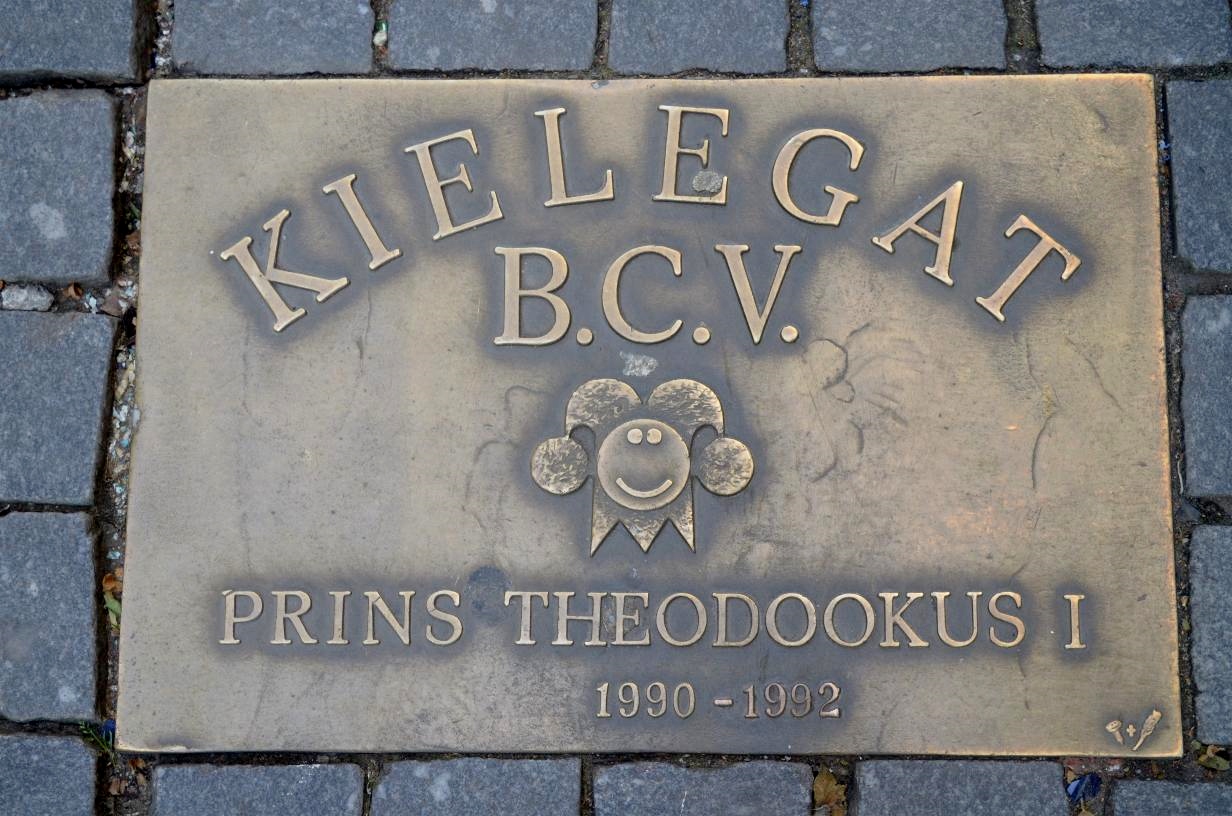 KIELEGAT
B.C.V.
PRINS THEODOOKUS I
1990 - 1992